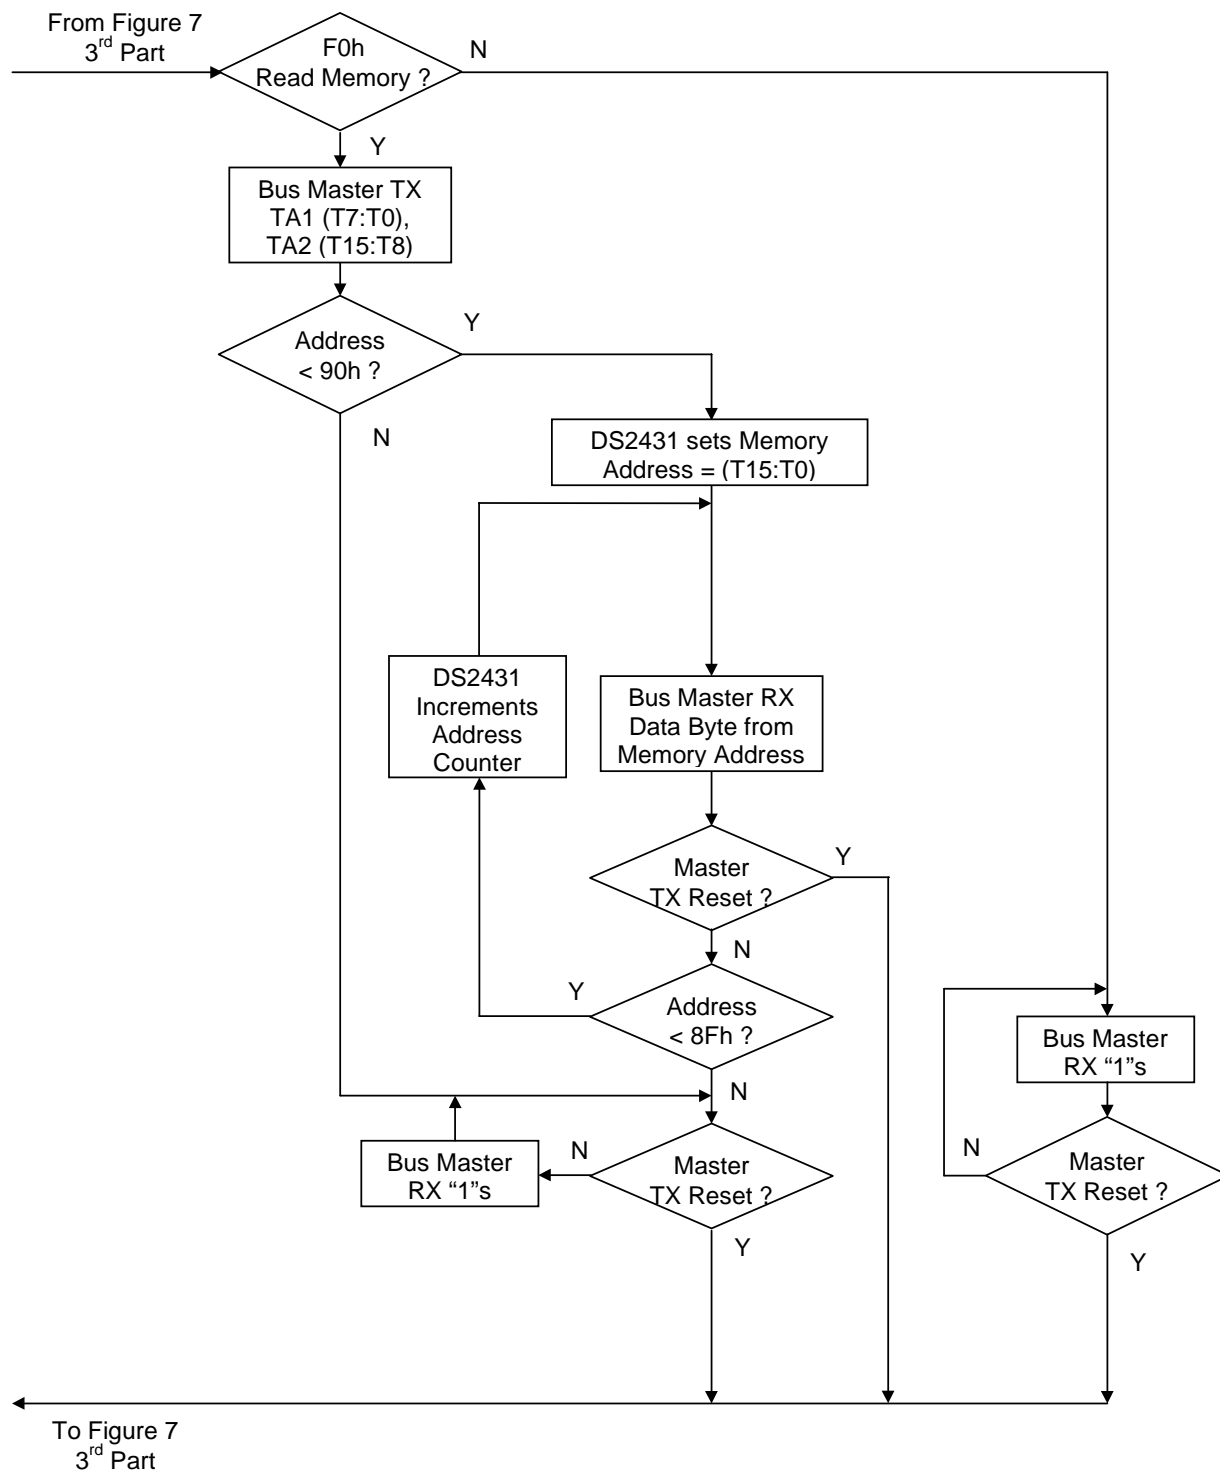 From Figure 7
3rd Part
F0h
Read Memory ?
N
Y
Bus Master TX
TA1 (T7:T0),
TA2 (T15:T8)
Address
< 90h ?
Y
N
DS2431 sets Memory
Address = (T15:T0)
DS2431
Increments
Address
Counter
Bus Master RX
Data Byte from
Memory Address
Master
TX Reset ?
Y
N
Address
< 8Fh ?
Y
N
Bus Master
RX “1”s
N
Master
TX Reset ?
Y
Bus Master
RX “1”s
N
Master
TX Reset ?
Y
To Figure 7
3rd Part